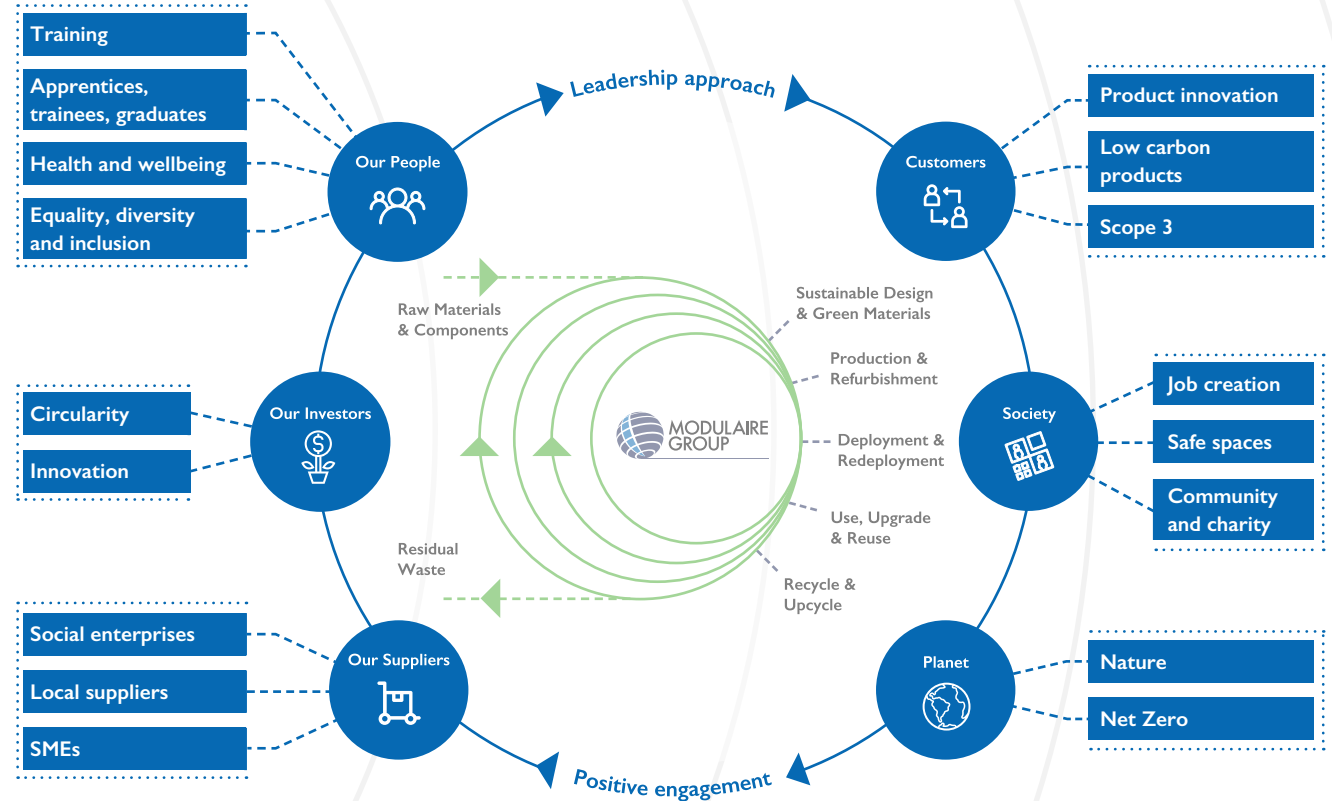 Training
Apprentices,
trainees, graduates
Health and wellbeing
Equality, diversity
and inclusion
Our People
Leadership approach
Customers
Product innovation
Low carbon
products
Scope 3
Raw Materials
& Components
Sustainable Design
& Green Materials
Production &
Refurbishment
Deployment &
Redeployment
Use, Upgrade
& Reuse
Recycle &
Upcycle
Residual
Waste
MODULAIRE
GROUP
Circularity
Innovation
Our Investors
Society
Job creation
Safe spaces
Community
and charity
Social enterprises
Local suppliers
SMEs
Our Suppliers
Positive engagement
Planet
Nature
Net Zero